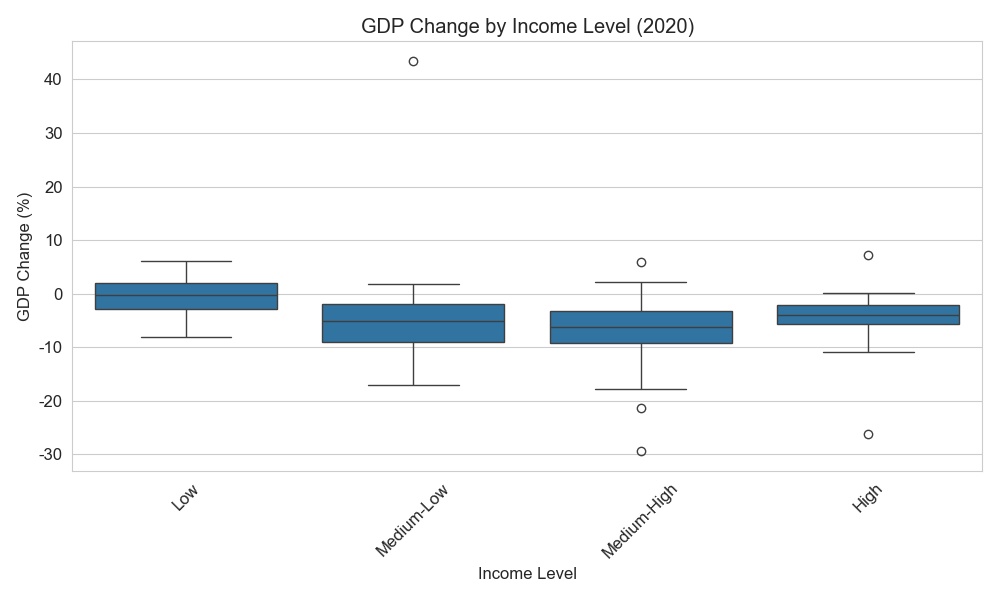 GDP Change by Income Level (2020)
GDP Change (%)
40
30
20
10
0
-10
-20
-30
Low
Medium-Low
Medium-High
High
Income Level